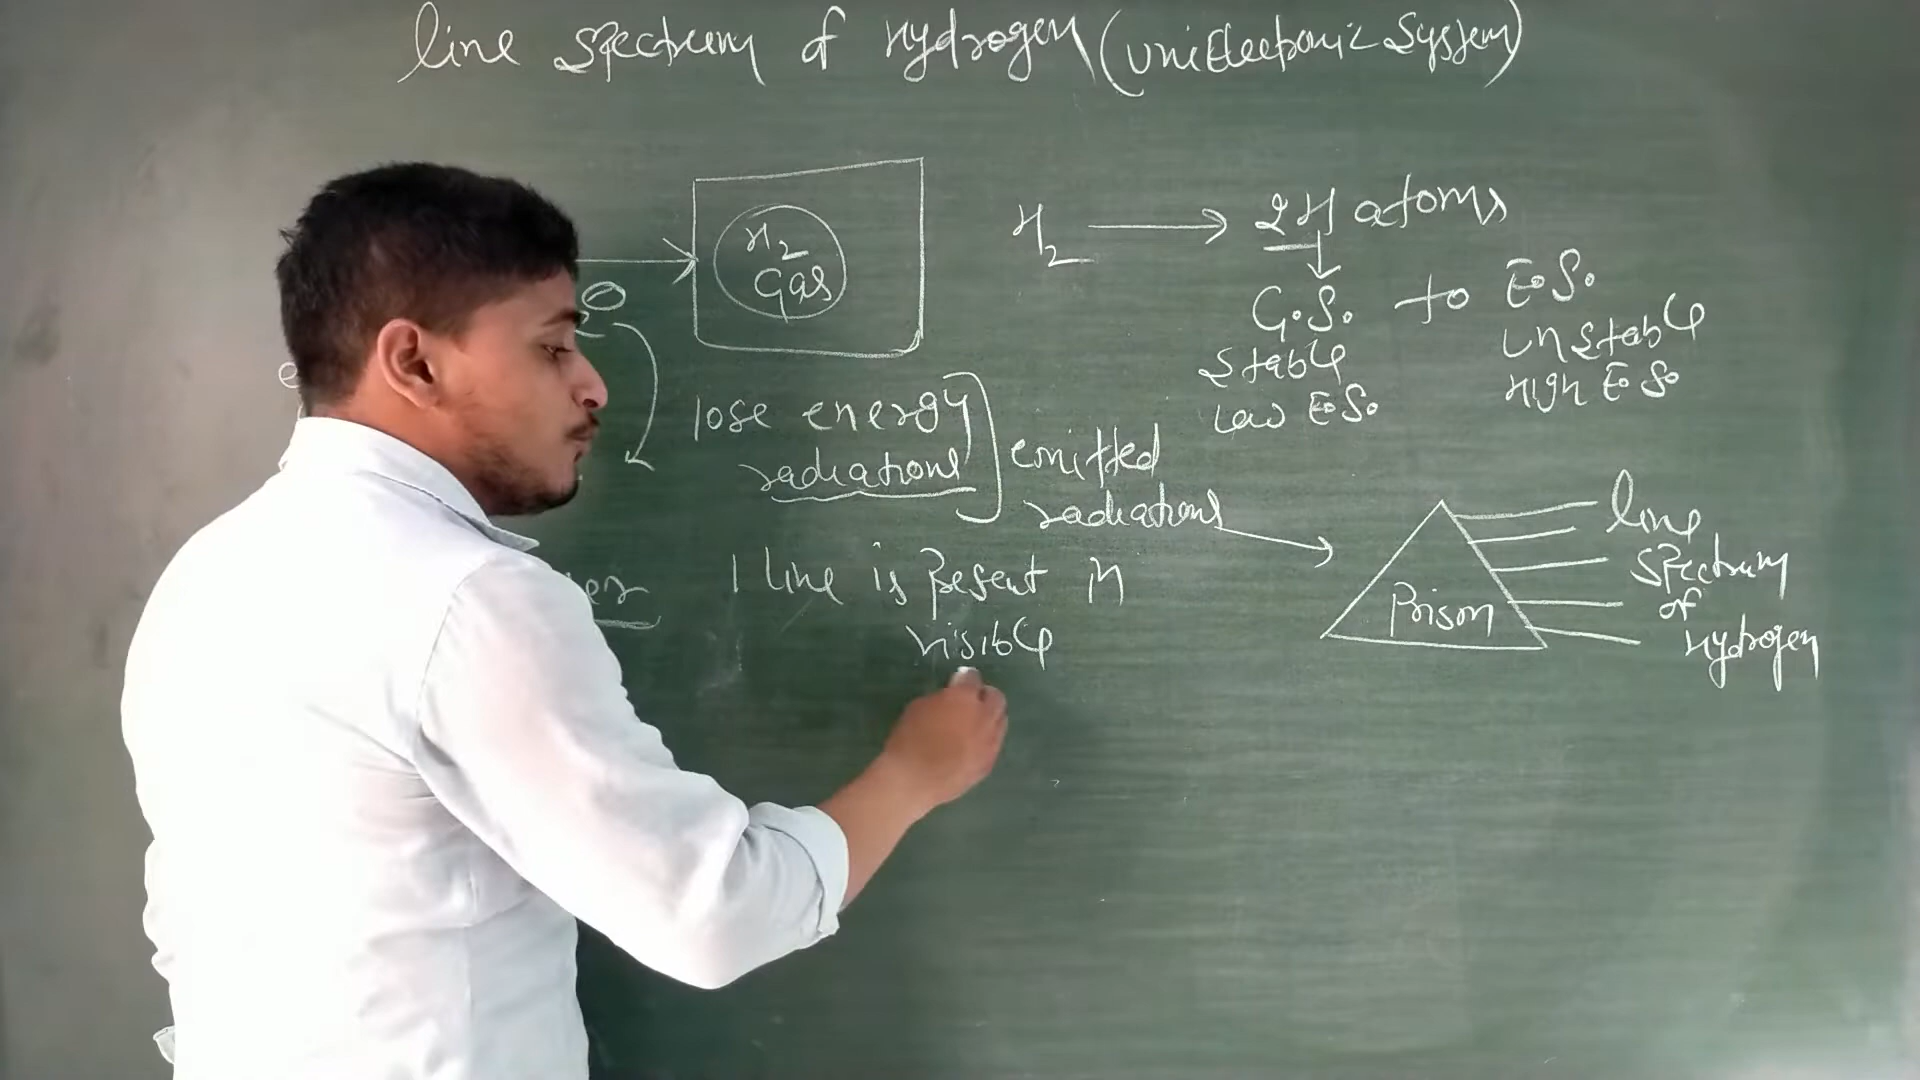 line spectrum of Hydrogen (UniElectronic System)
H2 Gas
H2 → 2H atoms
G.S. to E.S.
stable
low E.S.
unstable
High E.S.
lose energy
radiations
emitted
radiations
Prison
line
spectrum
of
Hydrogen
1 line is Present in
visible